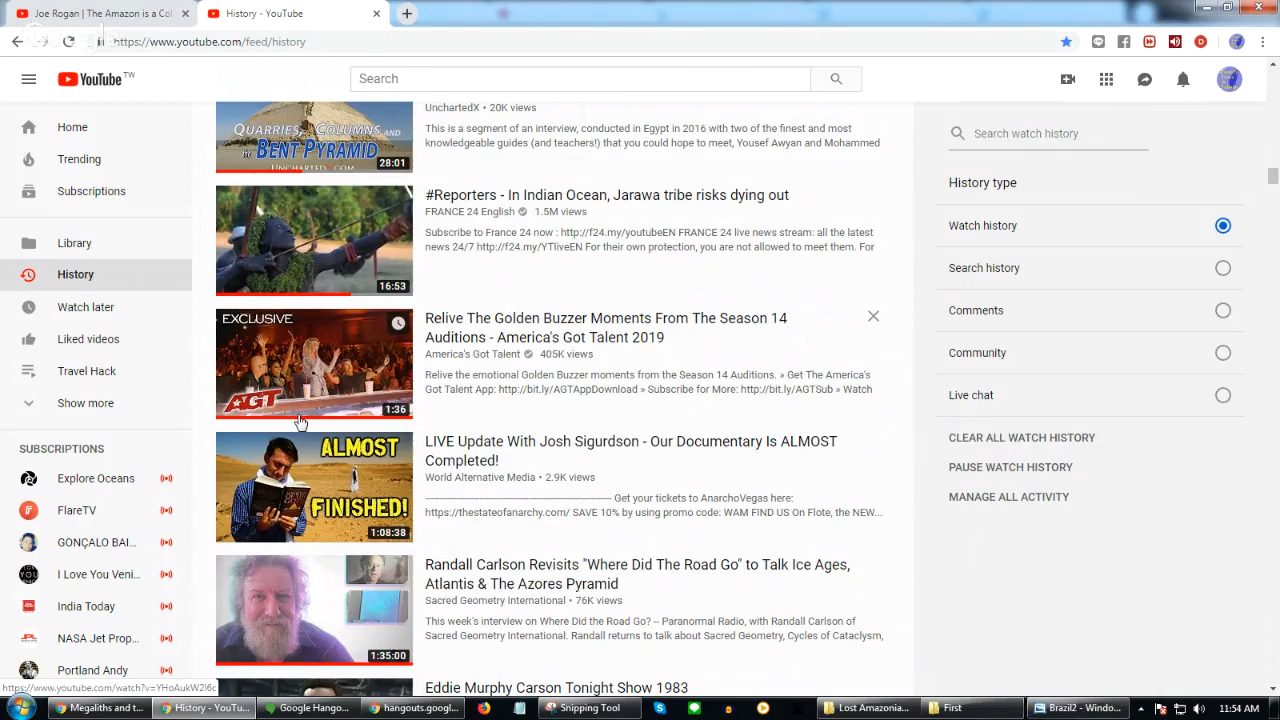 Joe Rogan | The Amazon is a Col
History - YouTube
https://www.youtube.com/feed/history
YouTube TW
Search
Home
Trending
Subscriptions
Library
History
Watch later
Liked videos
Travel Hack
Show more
SUBSCRIPTIONS
Explore Oceans
FlareTV
GONÇALO BAI...
I Love You Veni...
India Today
NASA Jet Prop...
Portland Andy
QUARRIES, COLUMNS AND
THE BENT PYRAMID
UNCHARTEDX.COM
28:01
UnchartedX • 20K views
This is a segment of an interview, conducted in Egypt in 2016 with two of the finest and most
knowledgeable guides (and teachers!) that you could hope to meet, Yousef Awyan and Mohammed
16:53
#Reporters - In Indian Ocean, Jarawa tribe risks dying out
FRANCE 24 English 1.5M views
Subscribe to France 24 now : http://f24.my/youtubeEN FRANCE 24 live news stream: all the latest
news 24/7 http://f24.my/YTliveEN For their own protection, you are not allowed to meet them. For
EXCLUSIVE
AGT
1:36
Relive The Golden Buzzer Moments From The Season 14
Auditions - America's Got Talent 2019
America's Got Talent 405K views
Relive the emotional Golden Buzzer moments from the Season 14 Auditions. » Get The America's
Got Talent App: http://bit.ly/AGTAppDownload » Subscribe for More: http://bit.ly/AGTSub » Watch
ALMOST
FINISHED!
1:08:38
LIVE Update With Josh Sigurdson - Our Documentary Is ALMOST
Completed!
World Alternative Media • 2.9K views
Get your tickets to AnarchoVegas here:
https://thestateofanarchy.com/ SAVE 10% by using promo code: WAM FIND US On Flote, the NEW...
1:35:00
Randall Carlson Revisits "Where Did The Road Go" to Talk Ice Ages,
Atlantis & The Azores Pyramid
Sacred Geometry International • 76K views
This week's interview on Where Did the Road Go? -- Paranormal Radio, with Randall Carlson of
Sacred Geometry International. Randall returns to talk about Sacred Geometry, Cycles of Cataclysm,
Eddie Murphy Carson Tonight Show 1983
Search watch history
History type
Watch history
Search history
Comments
Community
Live chat
CLEAR ALL WATCH HISTORY
PAUSE WATCH HISTORY
MANAGE ALL ACTIVITY
https://www.youtube.com/watch?v=YHoAukW2l6c
Megaliths and t...
History - YouTu...
Google Hango...
hangouts.googl...
Snipping Tool
Lost Amazonia...
First
Brazil2 - Windo...
11:54 AM